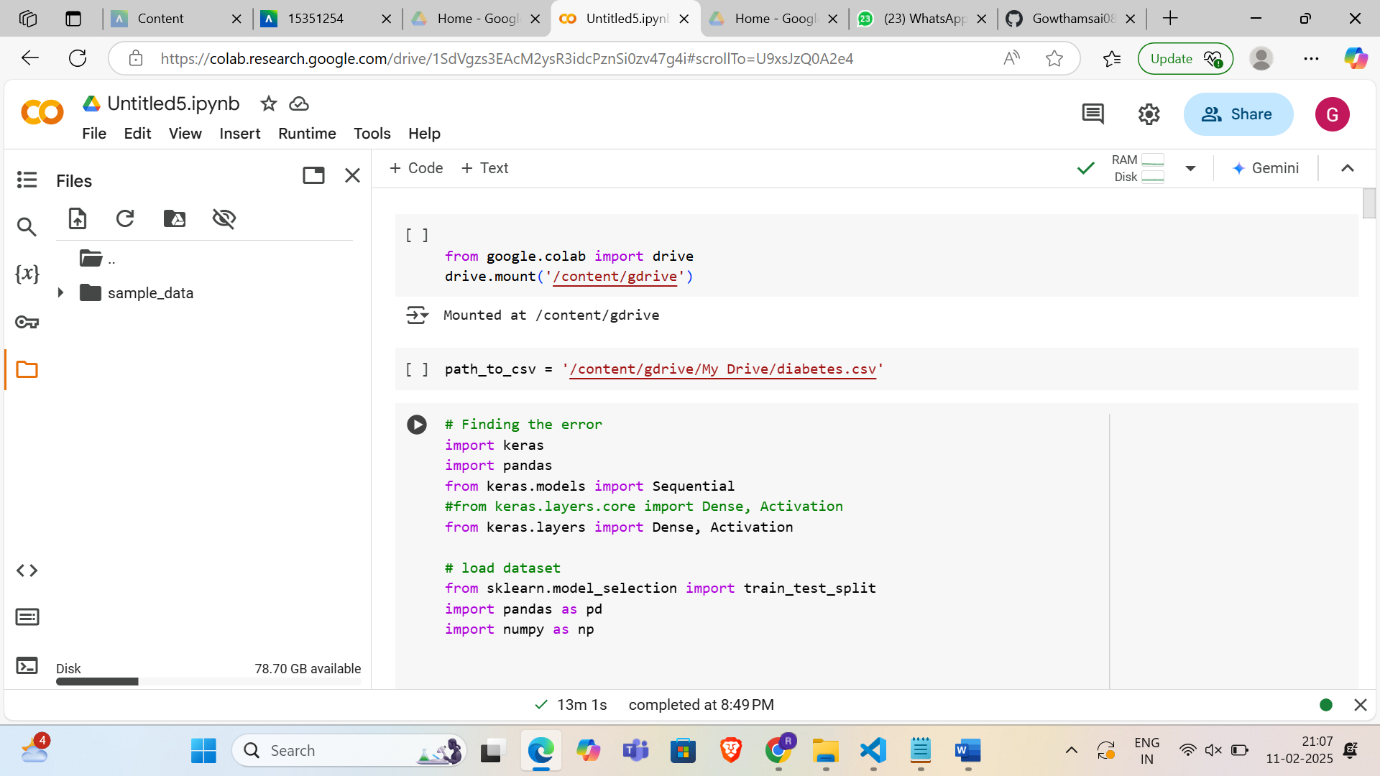 Content
15351254
Home - Google
Untitled5.ipynb
Home - Google
(23) WhatsApp
Gowthamsai08
https://colab.research.google.com/drive/1SdVgzs3EAcM2ysR3idcPznSi0zv47g4i#scrollTo=U9xsJzQ0A2e4
Update
Untitled5.ipynb
File Edit View Insert Runtime Tools Help
Share
G
Files
+ Code + Text
RAM
Disk
Gemini
..
sample_data
[ ]
from google.colab import drive
drive.mount('/content/gdrive')
Mounted at /content/gdrive
[ ] path_to_csv = '/content/gdrive/My Drive/diabetes.csv'
# Finding the error
import keras
import pandas
from keras.models import Sequential
#from keras.layers.core import Dense, Activation
from keras.layers import Dense, Activation
# load dataset
from sklearn.model_selection import train_test_split
import pandas as pd
import numpy as np
Disk 78.70 GB available
13m 1s completed at 8:49 PM
4
Search
R
ENG
IN
21:07
11-02-2025